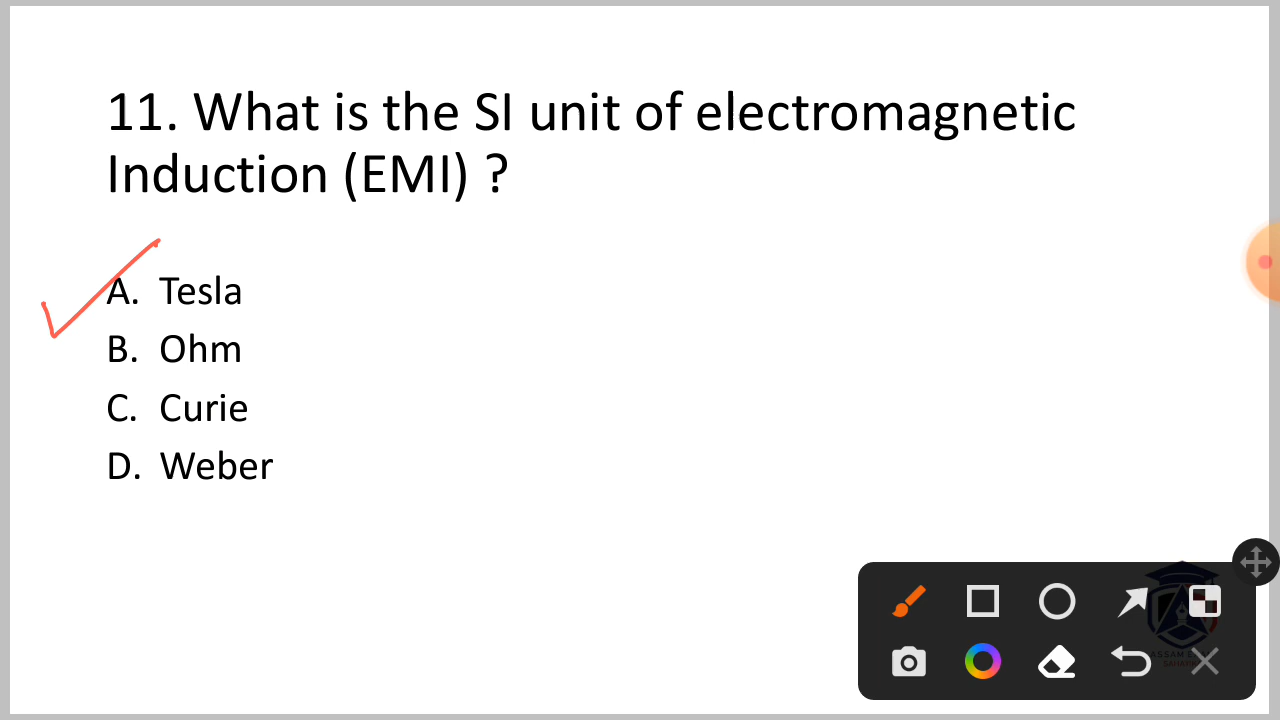 11. What is the SI unit of electromagnetic
Induction (EMI) ?
A. Tesla
B. Ohm
C. Curie
D. Weber